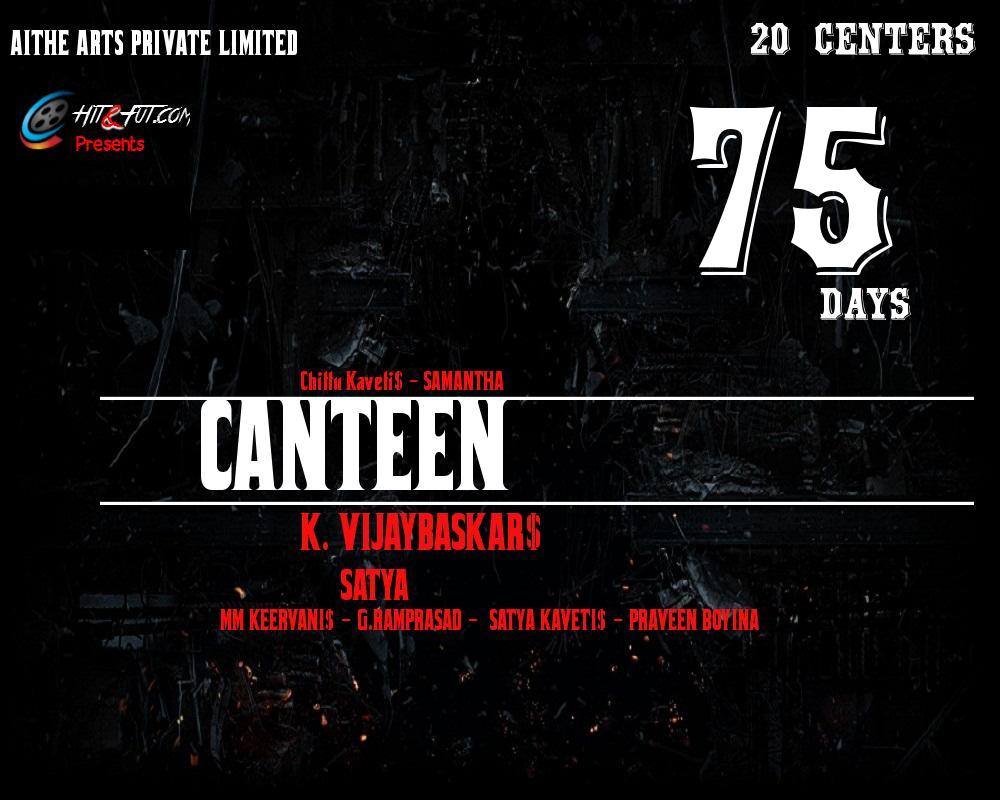 AITHE ARTS PRIVATE LIMITED
20 CENTERS
HIT&FUT.COM
Presents
75
DAYS
Chittu Kaveti$ - SAMANTHA
CANTEEN
K. VIJAYBASKAR$
SATYA
MM KEERVANI$ - G.RAMPRASAD - SATYA KAVETI$ - PRAVEEN BOYINA